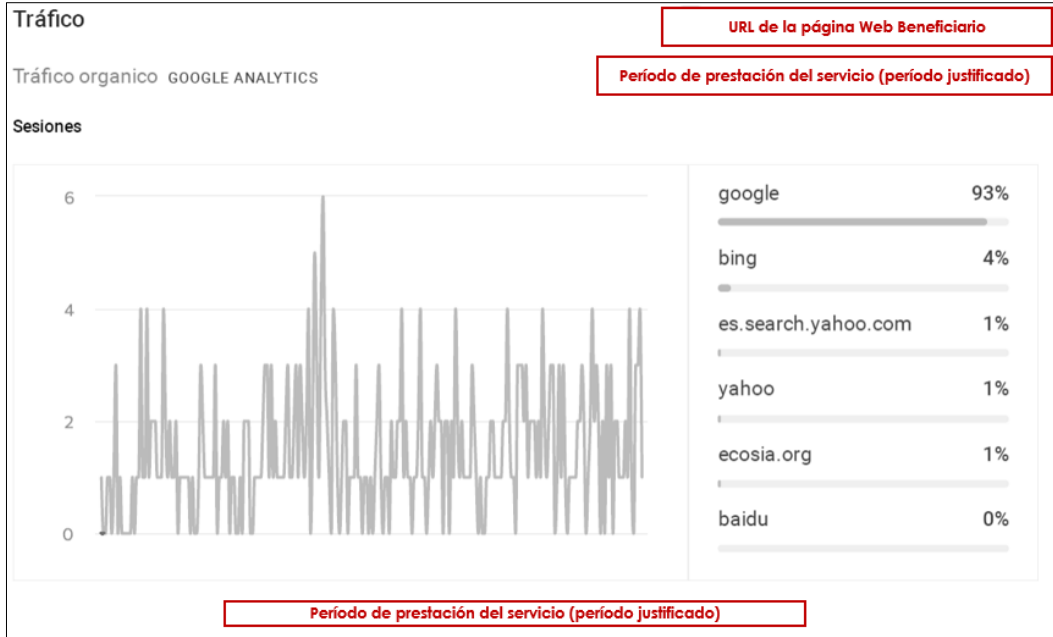 Tráfico
URL de la página Web Beneficiario
Tráfico organico GOOGLE ANALYTICS
Período de prestación del servicio (período justificado)
Sesiones
6
4
2
0
google 93%
bing 4%
es.search.yahoo.com 1%
yahoo 1%
ecosia.org 1%
baidu 0%
Período de prestación del servicio (período justificado)